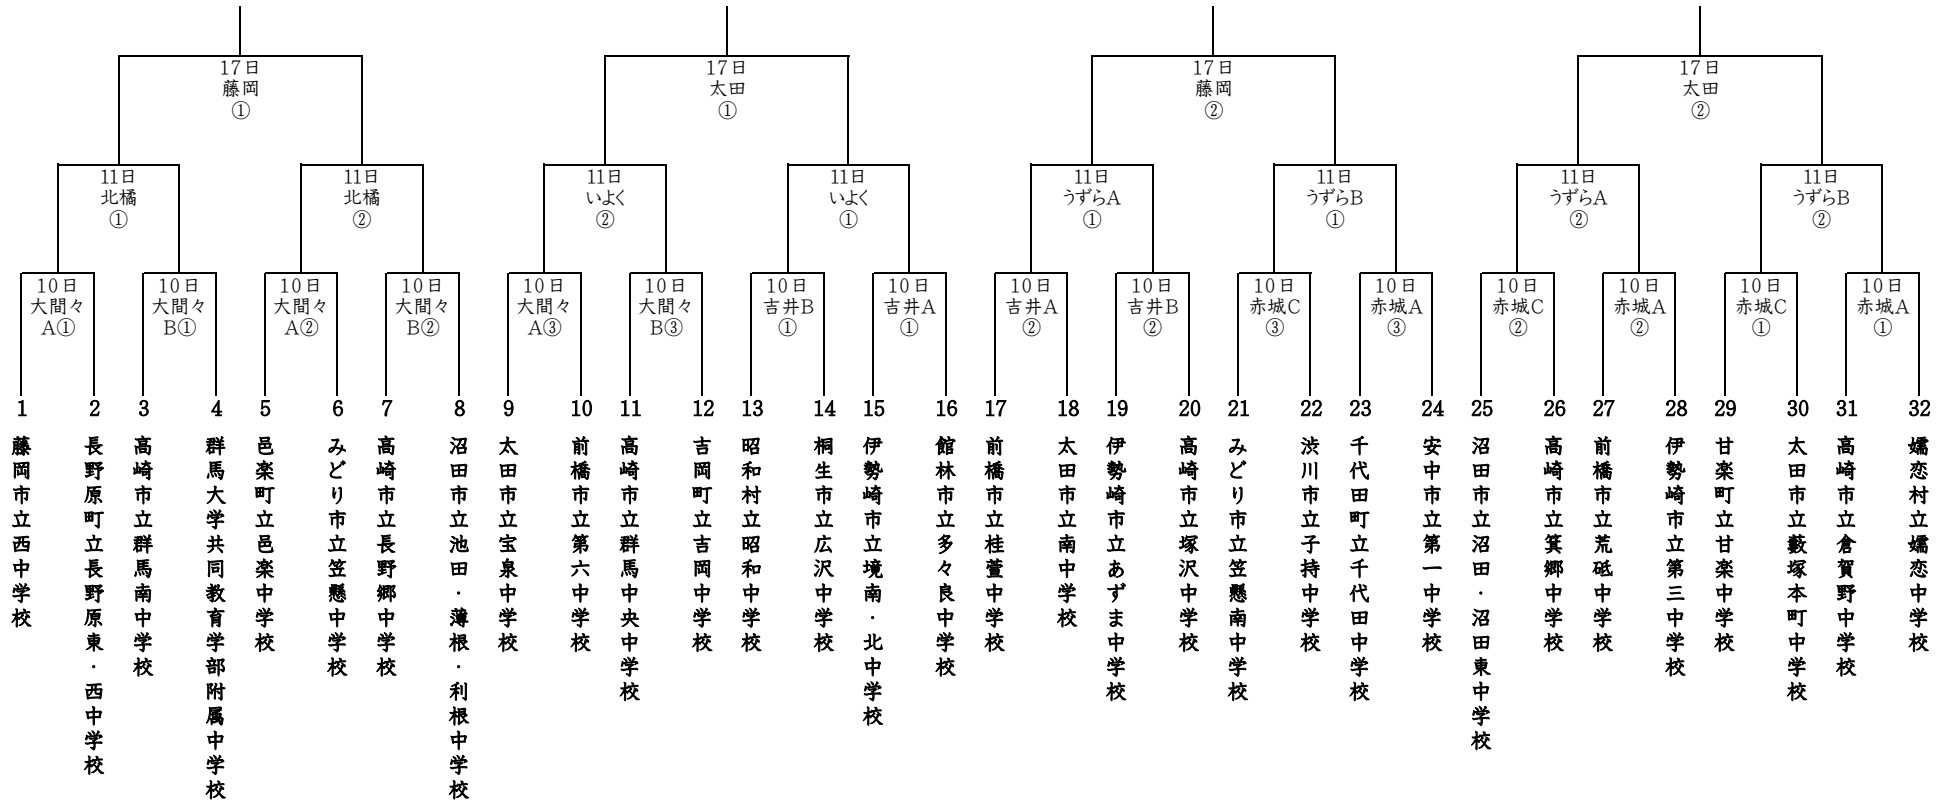 17日
藤岡
①
17日
太田
①
17日
藤岡
②
17日
太田
②
11日
北橘
①
11日
北橘
②
11日
いよく
②
11日
いよく
①
11日
うずらA
①
11日
うずらB
①
11日
うずらA
②
11日
うずらB
②
10日
大間々
A①
10日
大間々
B①
10日
大間々
A②
10日
大間々
B②
10日
大間々
A③
10日
大間々
B③
10日
吉井B
①
10日
吉井A
①
10日
吉井A
②
10日
吉井B
②
10日
赤城C
③
10日
赤城A
③
10日
赤城C
②
10日
赤城A
②
10日
赤城C
①
10日
赤城A
①
1
藤岡市立西中学校
2
長野原町立長野原東・西中学校
3
高崎市立群馬南中学校
4
群馬大学共同教育学部附属中学校
5
邑楽町立邑楽中学校
6
みどり市立笠懸中学校
7
高崎市立長野郷中学校
8
沼田市立池田・薄根・利根中学校
9
太田市立宝泉中学校
10
前橋市立第六中学校
11
高崎市立群馬中央中学校
12
吉岡町立吉岡中学校
13
昭和村立昭和中学校
14
桐生市立広沢中学校
15
伊勢崎市立境南・北中学校
16
館林市立多々良中学校
17
前橋市立桂萱中学校
18
太田市立南中学校
19
伊勢崎市立あずま中学校
20
高崎市立塚沢中学校
21
みどり市立笠懸南中学校
22
渋川市立子持中学校
23
千代田町立千代田中学校
24
安中市立第一中学校
25
沼田市立沼田・沼田東中学校
26
高崎市立箕郷中学校
27
前橋市立荒砥中学校
28
伊勢崎市立第三中学校
29
甘楽町立甘楽中学校
30
太田市立藪塚本町中学校
31
高崎市立倉賀野中学校
32
嬬恋村立嬬恋中学校